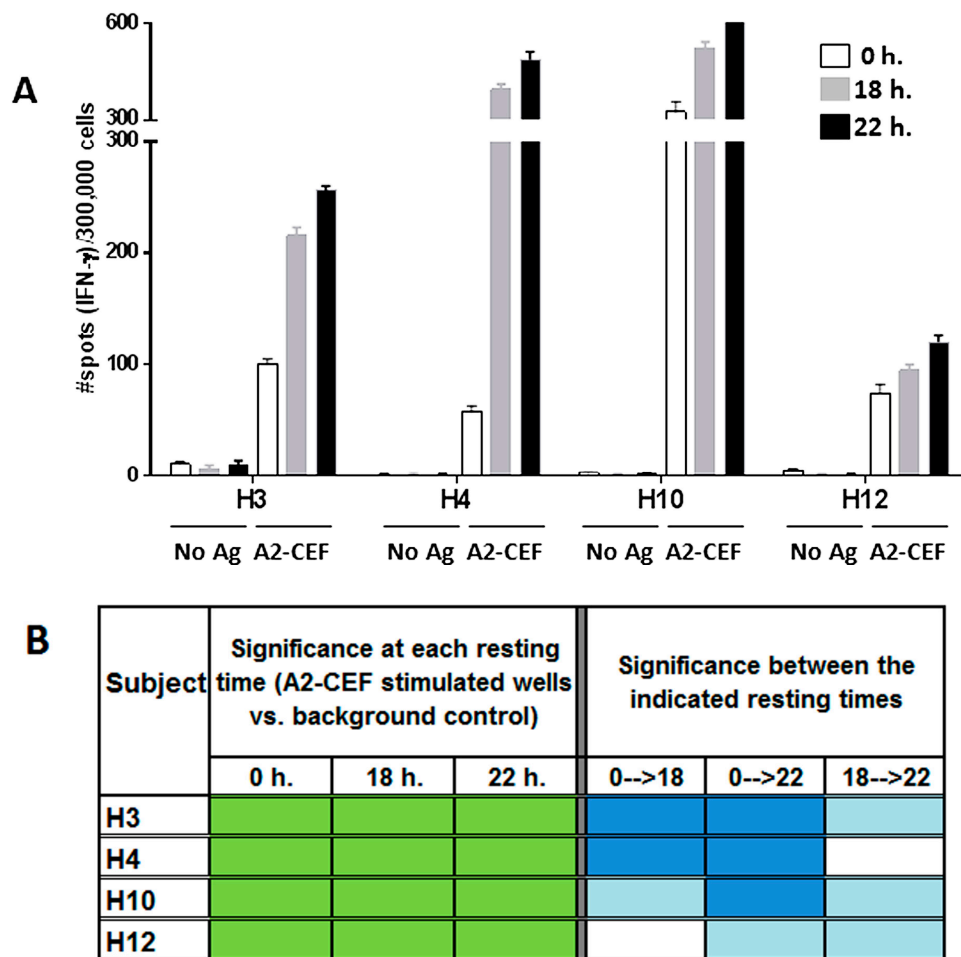 A
#spots (IFN-γ)/300,000 cells
600
300
300
200
100
0
0 h.
18 h.
22 h.
H3
H4
H10
H12
No Ag A2-CEF No Ag A2-CEF No Ag A2-CEF No Ag A2-CEF
B
Subject
Significance at each resting
time (A2-CEF stimulated wells
vs. background control)
Significance between the
indicated resting times
0 h. 18 h. 22 h. 0-->18 0-->22 18-->22
H3
H4
H10
H12